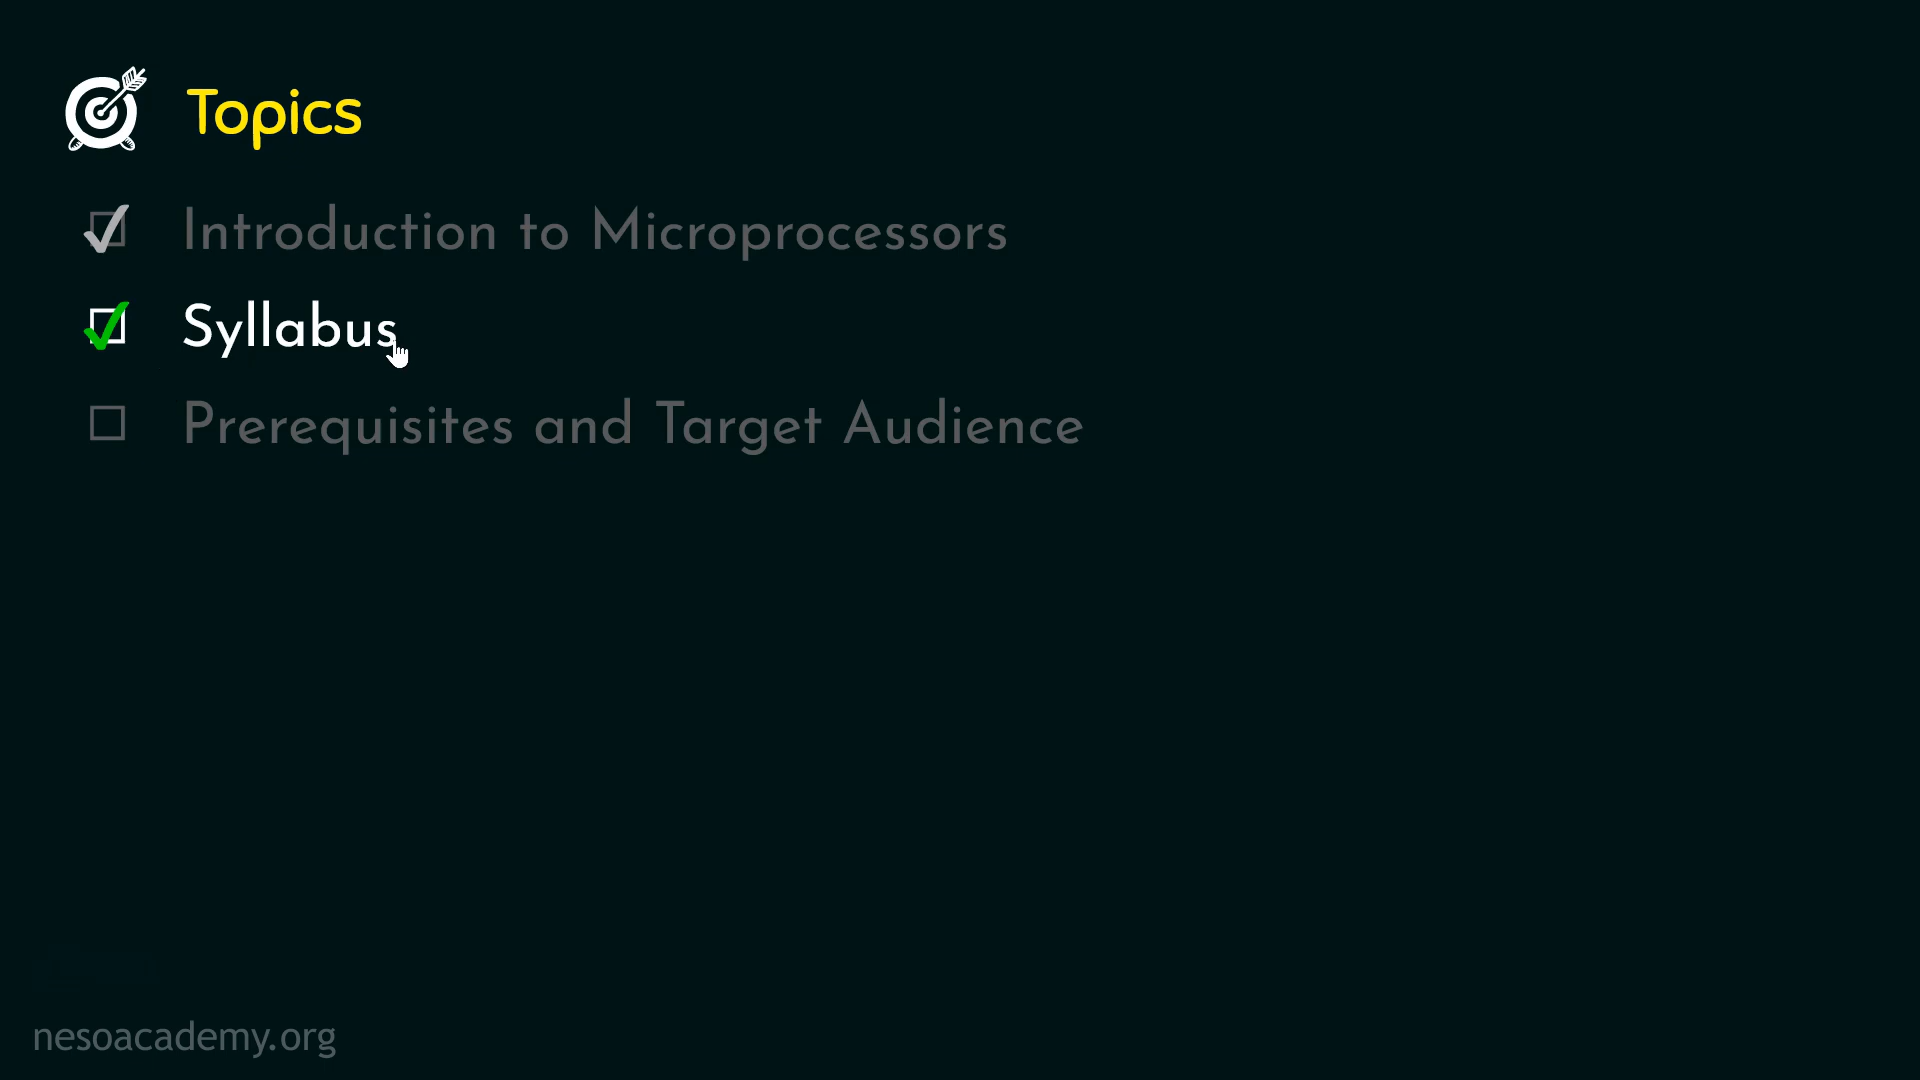 Topics
Introduction to Microprocessors
Syllabus
Prerequisites and Target Audience
nesoacademy.org